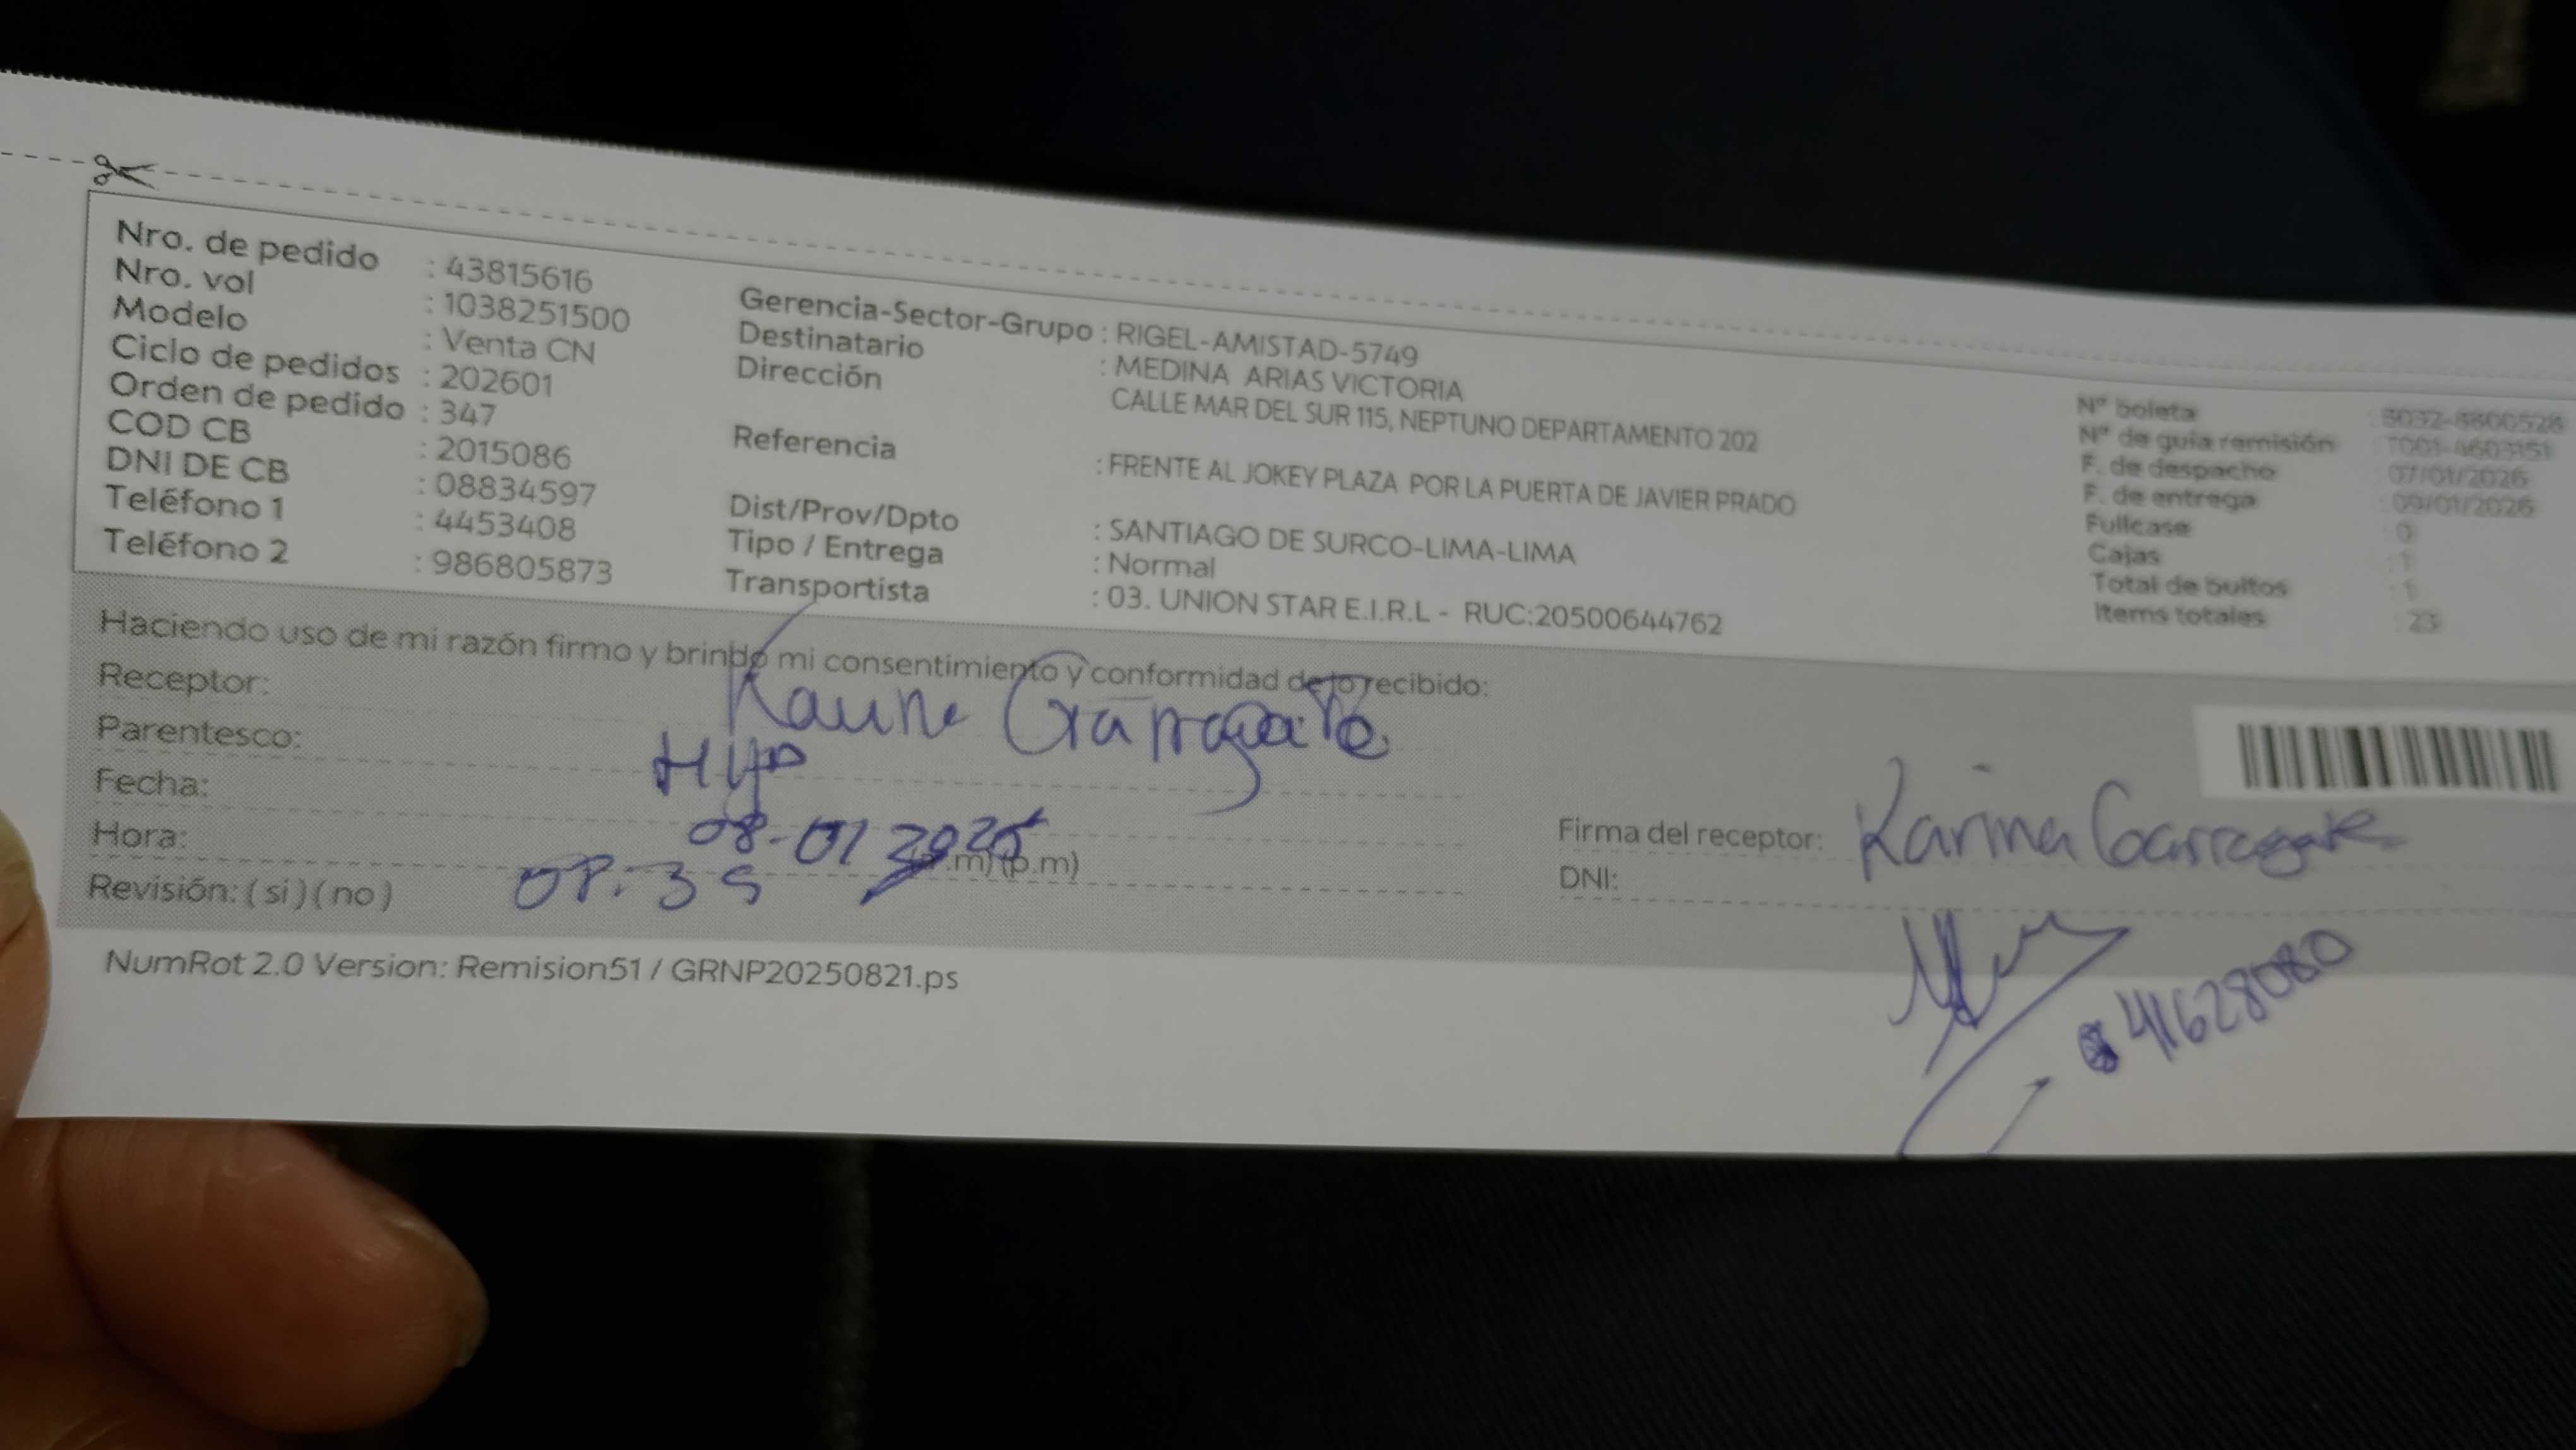 Nro. de pedido : 43815616
Nro. vol : 1038251500
Modelo : Venta CN
Ciclo de pedidos : 202601
Orden de pedido : 347
COD CB : 2015086
DNI DE CB : 08834597
Teléfono 1 : 4453408
Teléfono 2 : 986805873
Gerencia-Sector-Grupo : RIGEL-AMISTAD-5749
Destinatario : MEDINA ARIAS VICTORIA
Dirección CALLE MAR DEL SUR 115, NEPTUNO DEPARTAMENTO 202
Referencia : FRENTE AL JOKEY PLAZA POR LA PUERTA DE JAVIER PRADO
Dist/Prov/Dpto : SANTIAGO DE SURCO-LIMA-LIMA
Tipo / Entrega : Normal
Transportista : 03. UNION STAR E.I.R.L - RUC:20500644762
N° boleta
N° de guia remisión : T001-4603151
F. de despacho : 07/01/2026
F. de entrega : 09/01/2026
Fullcase : 0
Cajas : 1
Total de bultos : 1
Items totales : 23
Haciendo uso de mi razón firmo y brindo mi consentimiento y conformidad de lo recibido:
Receptor: Garragate
Parentesco: Hijo
Fecha: 08-01
Hora: (p.m)
Revisión: ( si ) ( no )
Firma del receptor: Karina Garragate
DNI:
41628080
NumRot 2.0 Version: Remision51 / GRNP20250821.ps